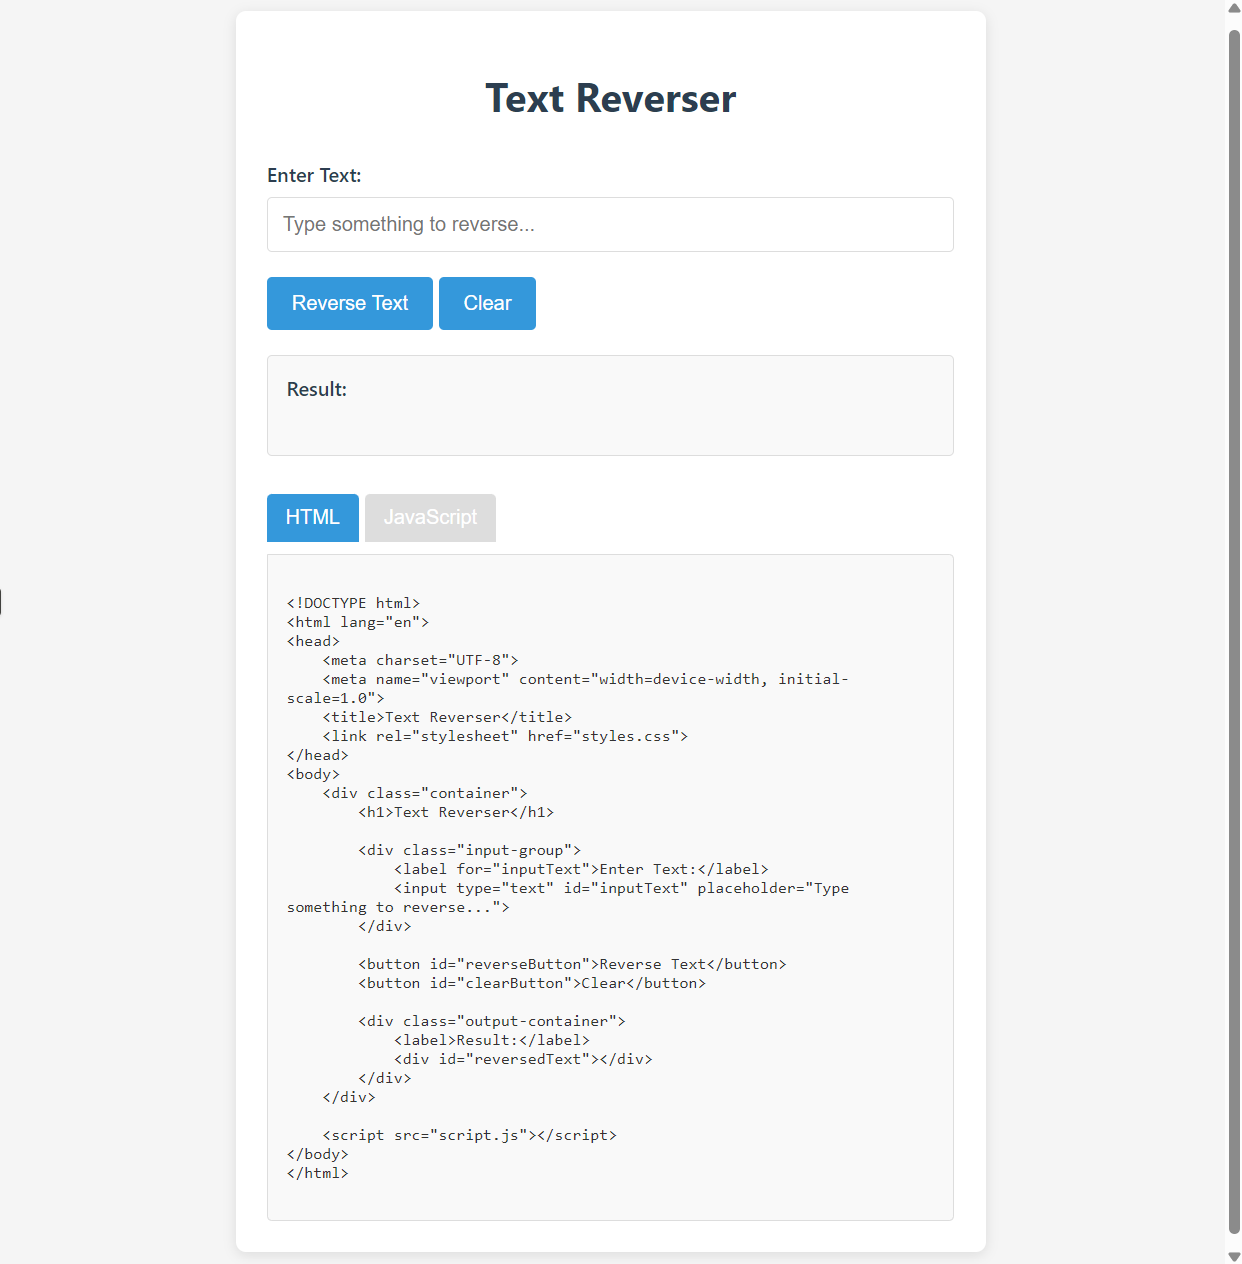 Text Reverser
Enter Text:
Type something to reverse...
Reverse Text Clear
Result:
HTML JavaScript
<!DOCTYPE html>
<html lang="en">
<head>
    <meta charset="UTF-8">
    <meta name="viewport" content="width=device-width, initial-
scale=1.0">
    <title>Text Reverser</title>
    <link rel="stylesheet" href="styles.css">
</head>
<body>
    <div class="container">
        <h1>Text Reverser</h1>

        <div class="input-group">
            <label for="inputText">Enter Text:</label>
            <input type="text" id="inputText" placeholder="Type
something to reverse...">
        </div>

        <button id="reverseButton">Reverse Text</button>
        <button id="clearButton">Clear</button>

        <div class="output-container">
            <label>Result:</label>
            <div id="reversedText"></div>
        </div>
    </div>

    <script src="script.js"></script>
</body>
</html>